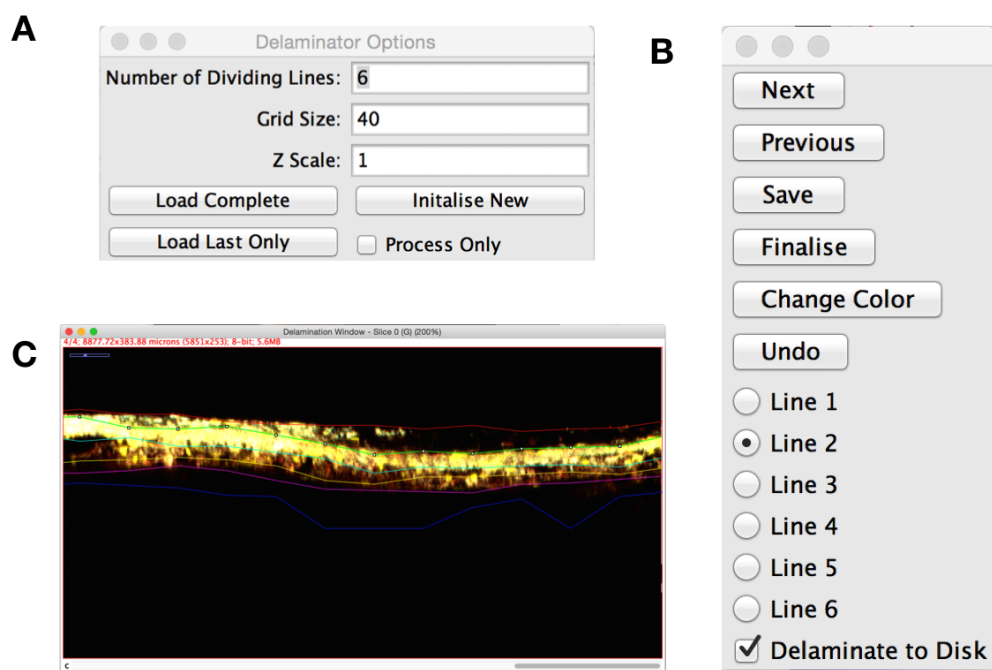 A
Delaminator Options
Number of Dividing Lines: 6
Grid Size: 40
Z Scale: 1
Load Complete
Initalise New
Load Last Only
Process Only
B
Next
Previous
Save
Finalise
Change Color
Undo
Line 1
Line 2
Line 3
Line 4
Line 5
Line 6
Delaminate to Disk
C
Delamination Window - Slice 0 (G) (200%)
4/4; 8877.72x383.88 microns (5851x253); 8-bit; 5.6MB
c